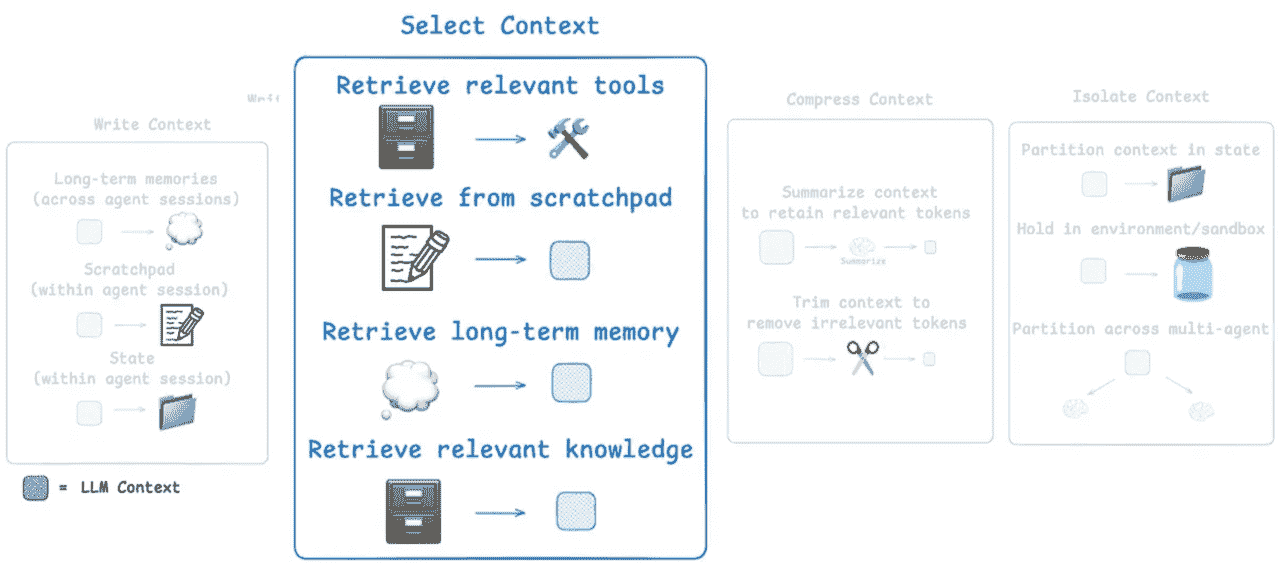 Select Context
Retrieve relevant tools
Retrieve from scratchpad
Retrieve long-term memory
Retrieve relevant knowledge
Write Context
Long-term memories
(across agent sessions)
Scratchpad
(within agent session)
State
(within agent session)
= LLM Context
Compress Context
Summarize context
to retain relevant tokens
Summarize
Trim context to
remove irrelevant tokens
Isolate Context
Partition context in state
Hold in environment/sandbox
Partition across multi-agent